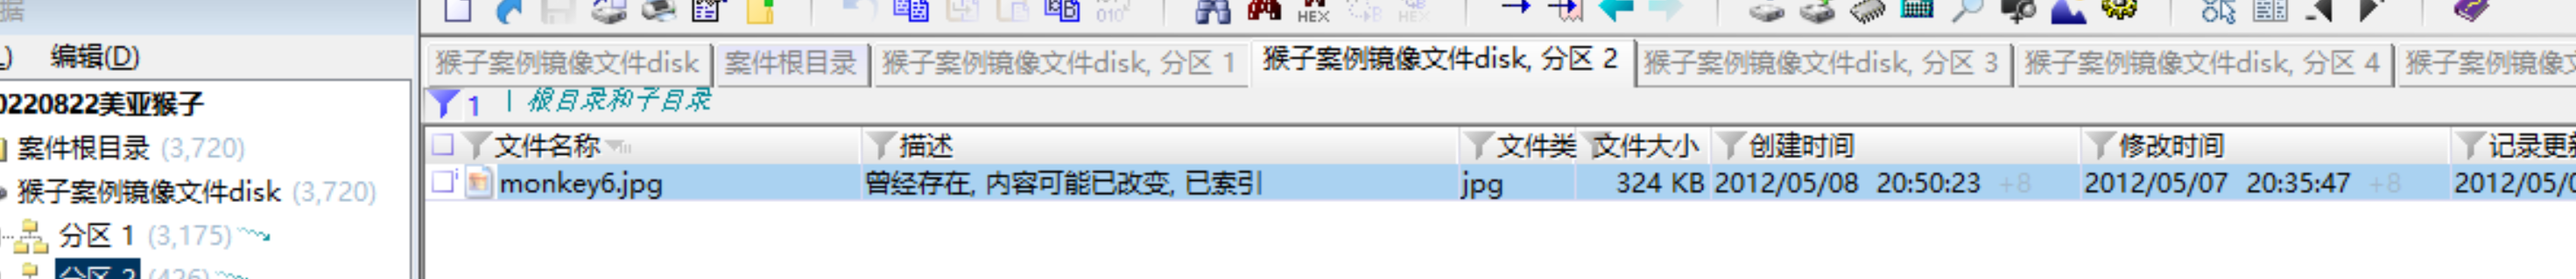 据
编辑(D)
猴子案例镜像文件disk 案件根目录 猴子案例镜像文件disk, 分区 1 猴子案例镜像文件disk, 分区 2 猴子案例镜像文件disk, 分区 3 猴子案例镜像文件disk, 分区 4 猴子案例镜像
0220822美亚猴子
1 | 根目录和子目录
案件根目录 (3,720)
文件名称 描述 文件类 文件大小 创建时间 修改时间 记录更新
猴子案例镜像文件disk (3,720)
monkey6.jpg 曾经存在, 内容可能已改变, 已索引 jpg 324 KB 2012/05/08 20:50:23 +8 2012/05/07 20:35:47 +8 2012/05/0
分区 1 (3,175)
分区 2 (426)